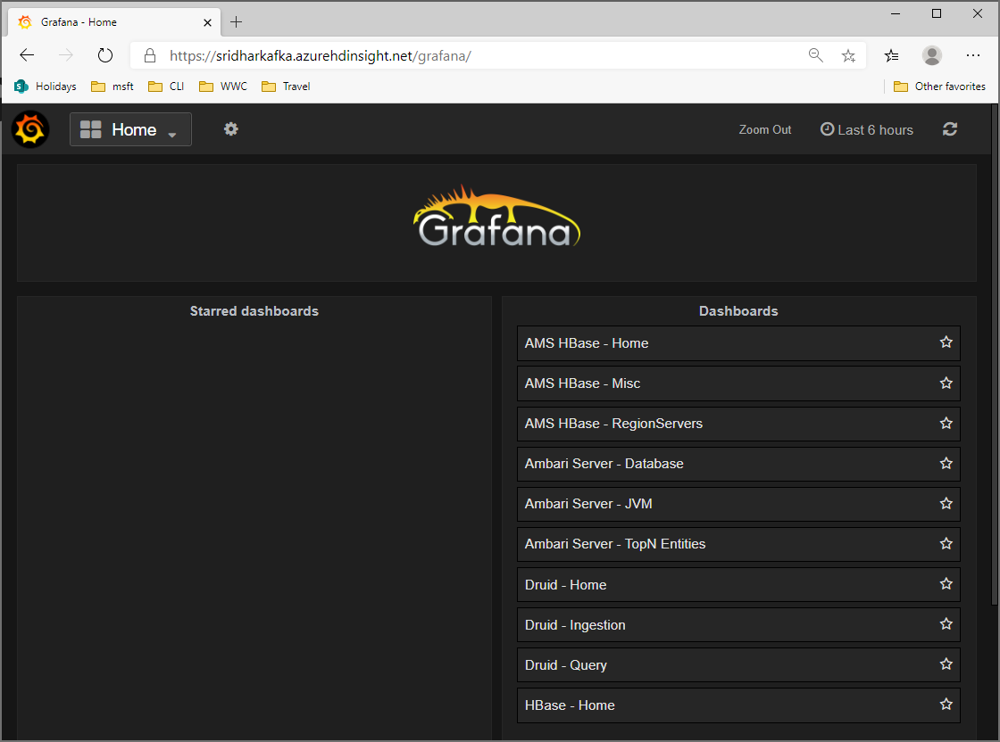 Grafana - Home
https://sridharkafka.azurehdinsight.net/grafana/
Holidays msft CLI WWC Travel Other favorites
Home Zoom Out Last 6 hours
Grafana
Starred dashboards
Dashboards
AMS HBase - Home
AMS HBase - Misc
AMS HBase - RegionServers
Ambari Server - Database
Ambari Server - JVM
Ambari Server - TopN Entities
Druid - Home
Druid - Ingestion
Druid - Query
HBase - Home